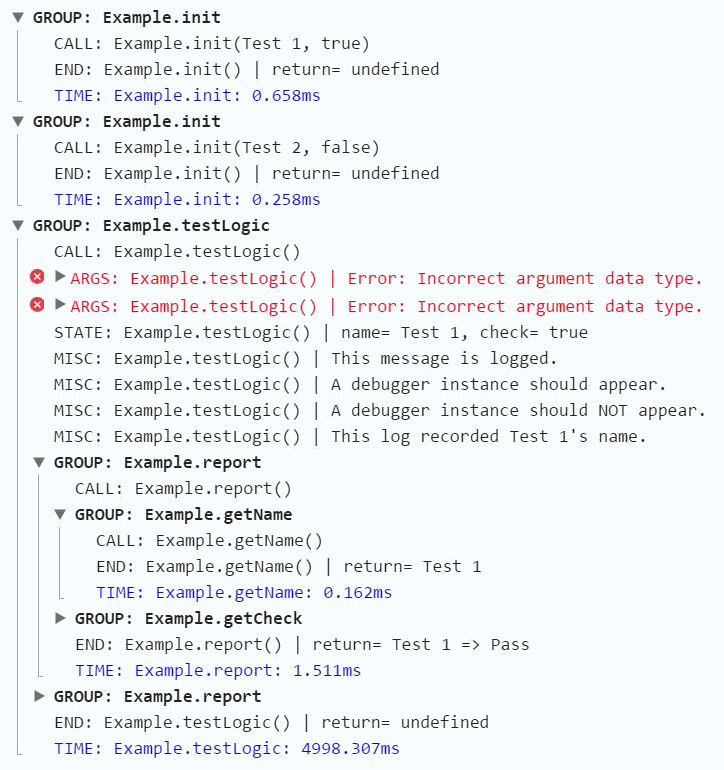 GROUP: Example.init
CALL: Example.init(Test 1, true)
END: Example.init() | return= undefined
TIME: Example.init: 0.658ms
GROUP: Example.init
CALL: Example.init(Test 2, false)
END: Example.init() | return= undefined
TIME: Example.init: 0.258ms
GROUP: Example.testLogic
CALL: Example.testLogic()
ARGS: Example.testLogic() | Error: Incorrect argument data type.
ARGS: Example.testLogic() | Error: Incorrect argument data type.
STATE: Example.testLogic() | name= Test 1, check= true
MISC: Example.testLogic() | This message is logged.
MISC: Example.testLogic() | A debugger instance should appear.
MISC: Example.testLogic() | A debugger instance should NOT appear.
MISC: Example.testLogic() | This log recorded Test 1's name.
GROUP: Example.report
CALL: Example.report()
GROUP: Example.getName
CALL: Example.getName()
END: Example.getName() | return= Test 1
TIME: Example.getName: 0.162ms
GROUP: Example.getCheck
END: Example.report() | return= Test 1 => Pass
TIME: Example.report: 1.511ms
GROUP: Example.report
END: Example.testLogic() | return= undefined
TIME: Example.testLogic: 4998.307ms